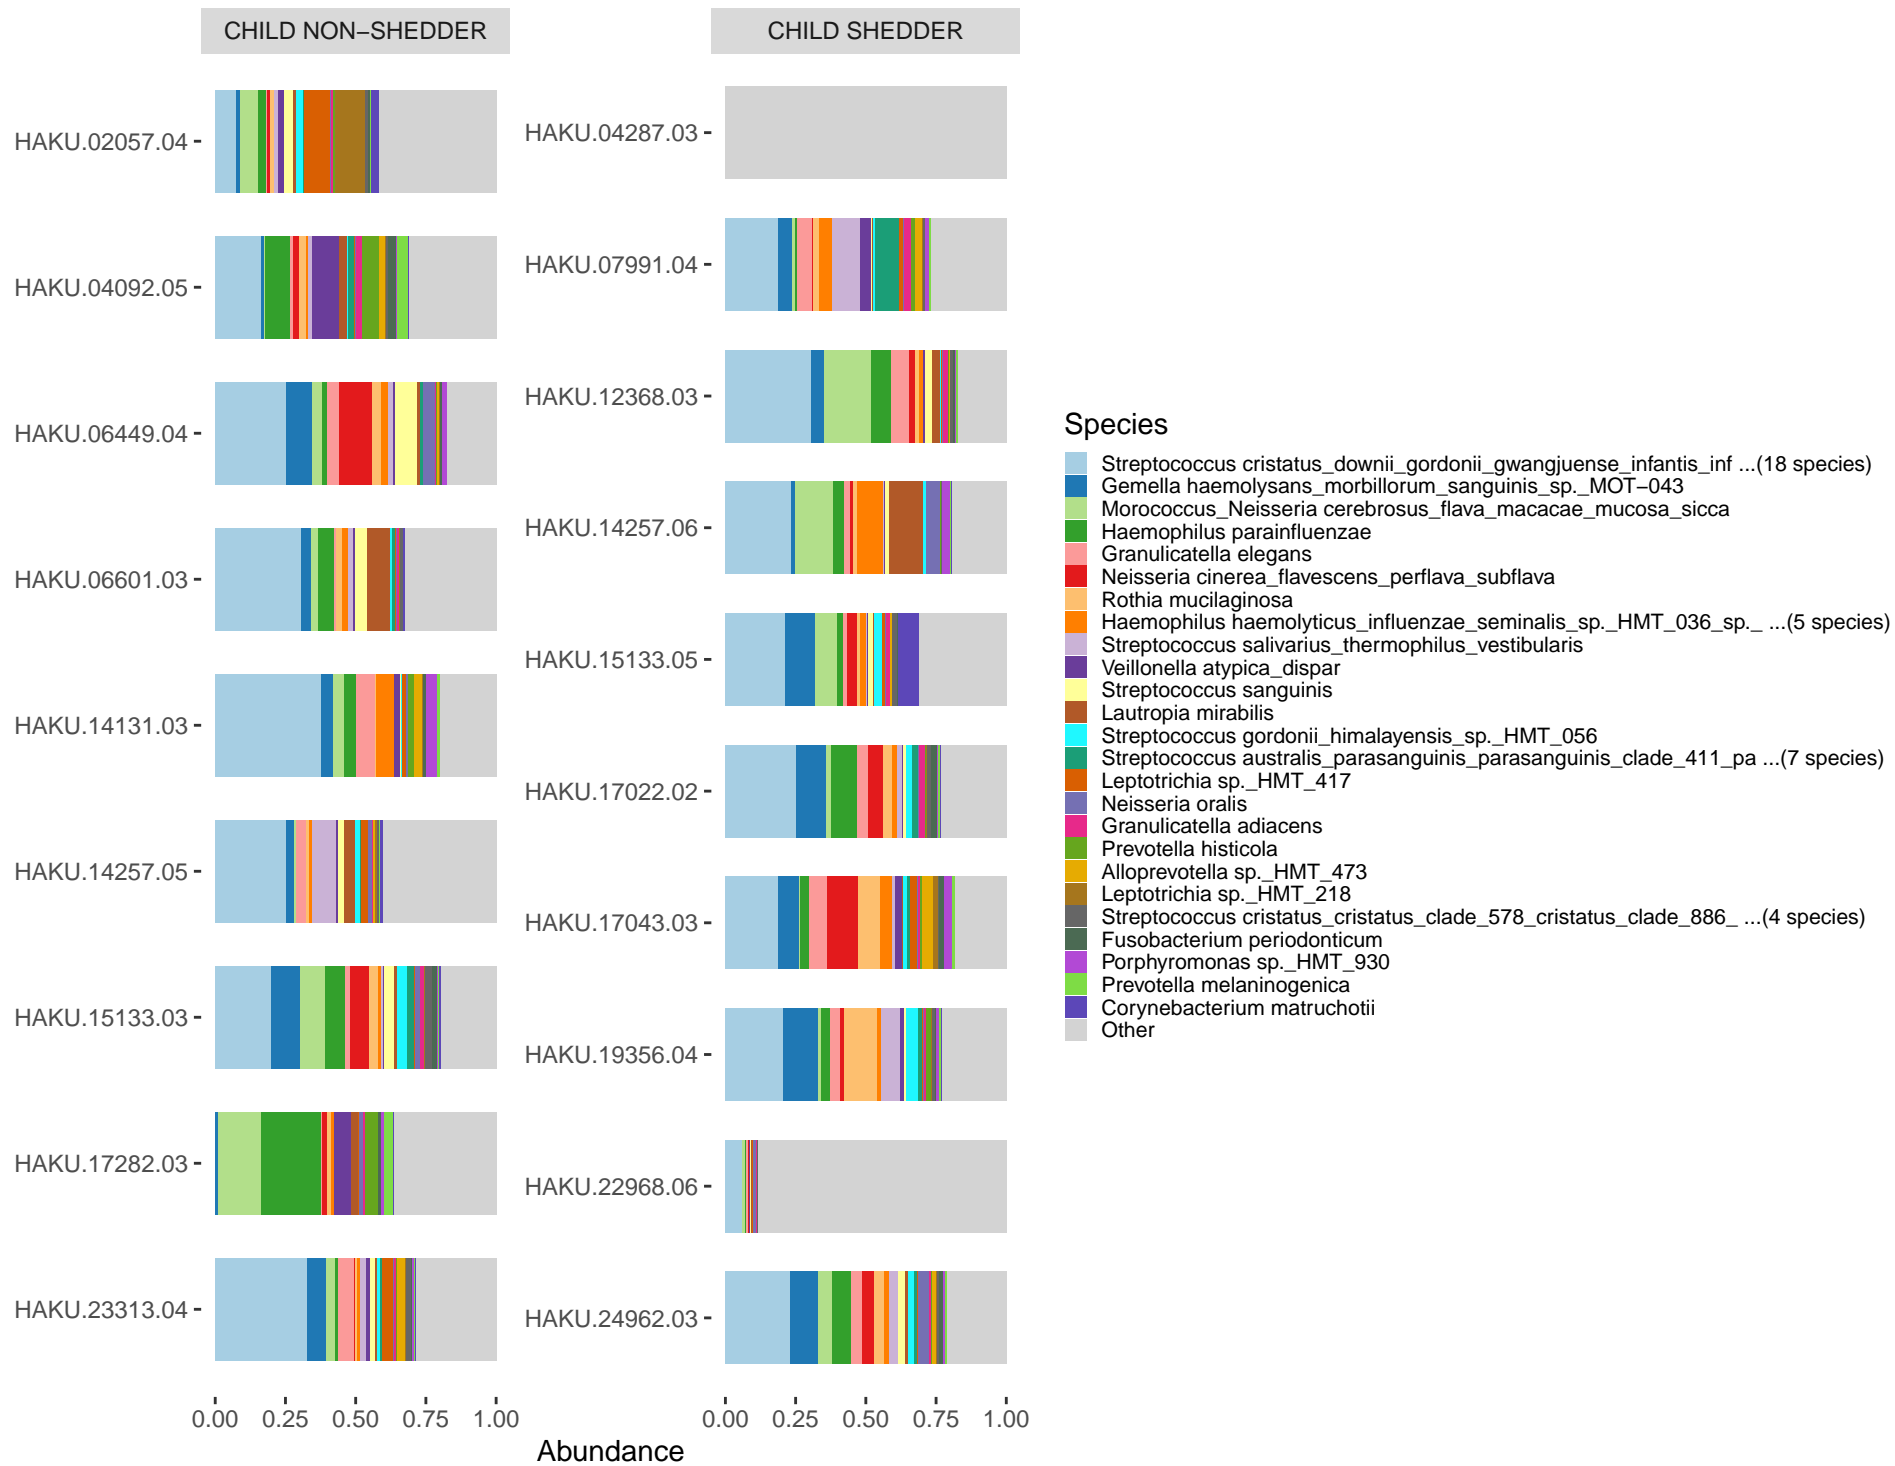 CHILD NON−SHEDDER
HAKU.02057.04
HAKU.04092.05
HAKU.06449.04
HAKU.06601.03
HAKU.14131.03
HAKU.14257.05
HAKU.15133.03
HAKU.17282.03
HAKU.23313.04
0.00 0.25 0.50 0.75 1.00
CHILD SHEDDER
HAKU.04287.03
HAKU.07991.04
HAKU.12368.03
HAKU.14257.06
HAKU.15133.05
HAKU.17022.02
HAKU.17043.03
HAKU.19356.04
HAKU.22968.06
HAKU.24962.03
0.00 0.25 0.50 0.75 1.00
Abundance
Species
Streptococcus cristatus_downii_gordonii_gwangjuense_infantis_inf ...(18 species)
Gemella haemolysans_morbillorum_sanguinis_sp._MOT−043
Morococcus_Neisseria cerebrosus_flava_macacae_mucosa_sicca
Haemophilus parainfluenzae
Granulicatella elegans
Neisseria cinerea_flavescens_perflava_subflava
Rothia mucilaginosa
Haemophilus haemolyticus_influenzae_seminalis_sp._HMT_036_sp._ ...(5 species)
Streptococcus salivarius_thermophilus_vestibularis
Veillonella atypica_dispar
Streptococcus sanguinis
Lautropia mirabilis
Streptococcus gordonii_himalayensis_sp._HMT_056
Streptococcus australis_parasanguinis_parasanguinis_clade_411_pa ...(7 species)
Leptotrichia sp._HMT_417
Neisseria oralis
Granulicatella adiacens
Prevotella histicola
Alloprevotella sp._HMT_473
Leptotrichia sp._HMT_218
Streptococcus cristatus_cristatus_clade_578_cristatus_clade_886_ ...(4 species)
Fusobacterium periodonticum
Porphyromonas sp._HMT_930
Prevotella melaninogenica
Corynebacterium matruchotii
Other